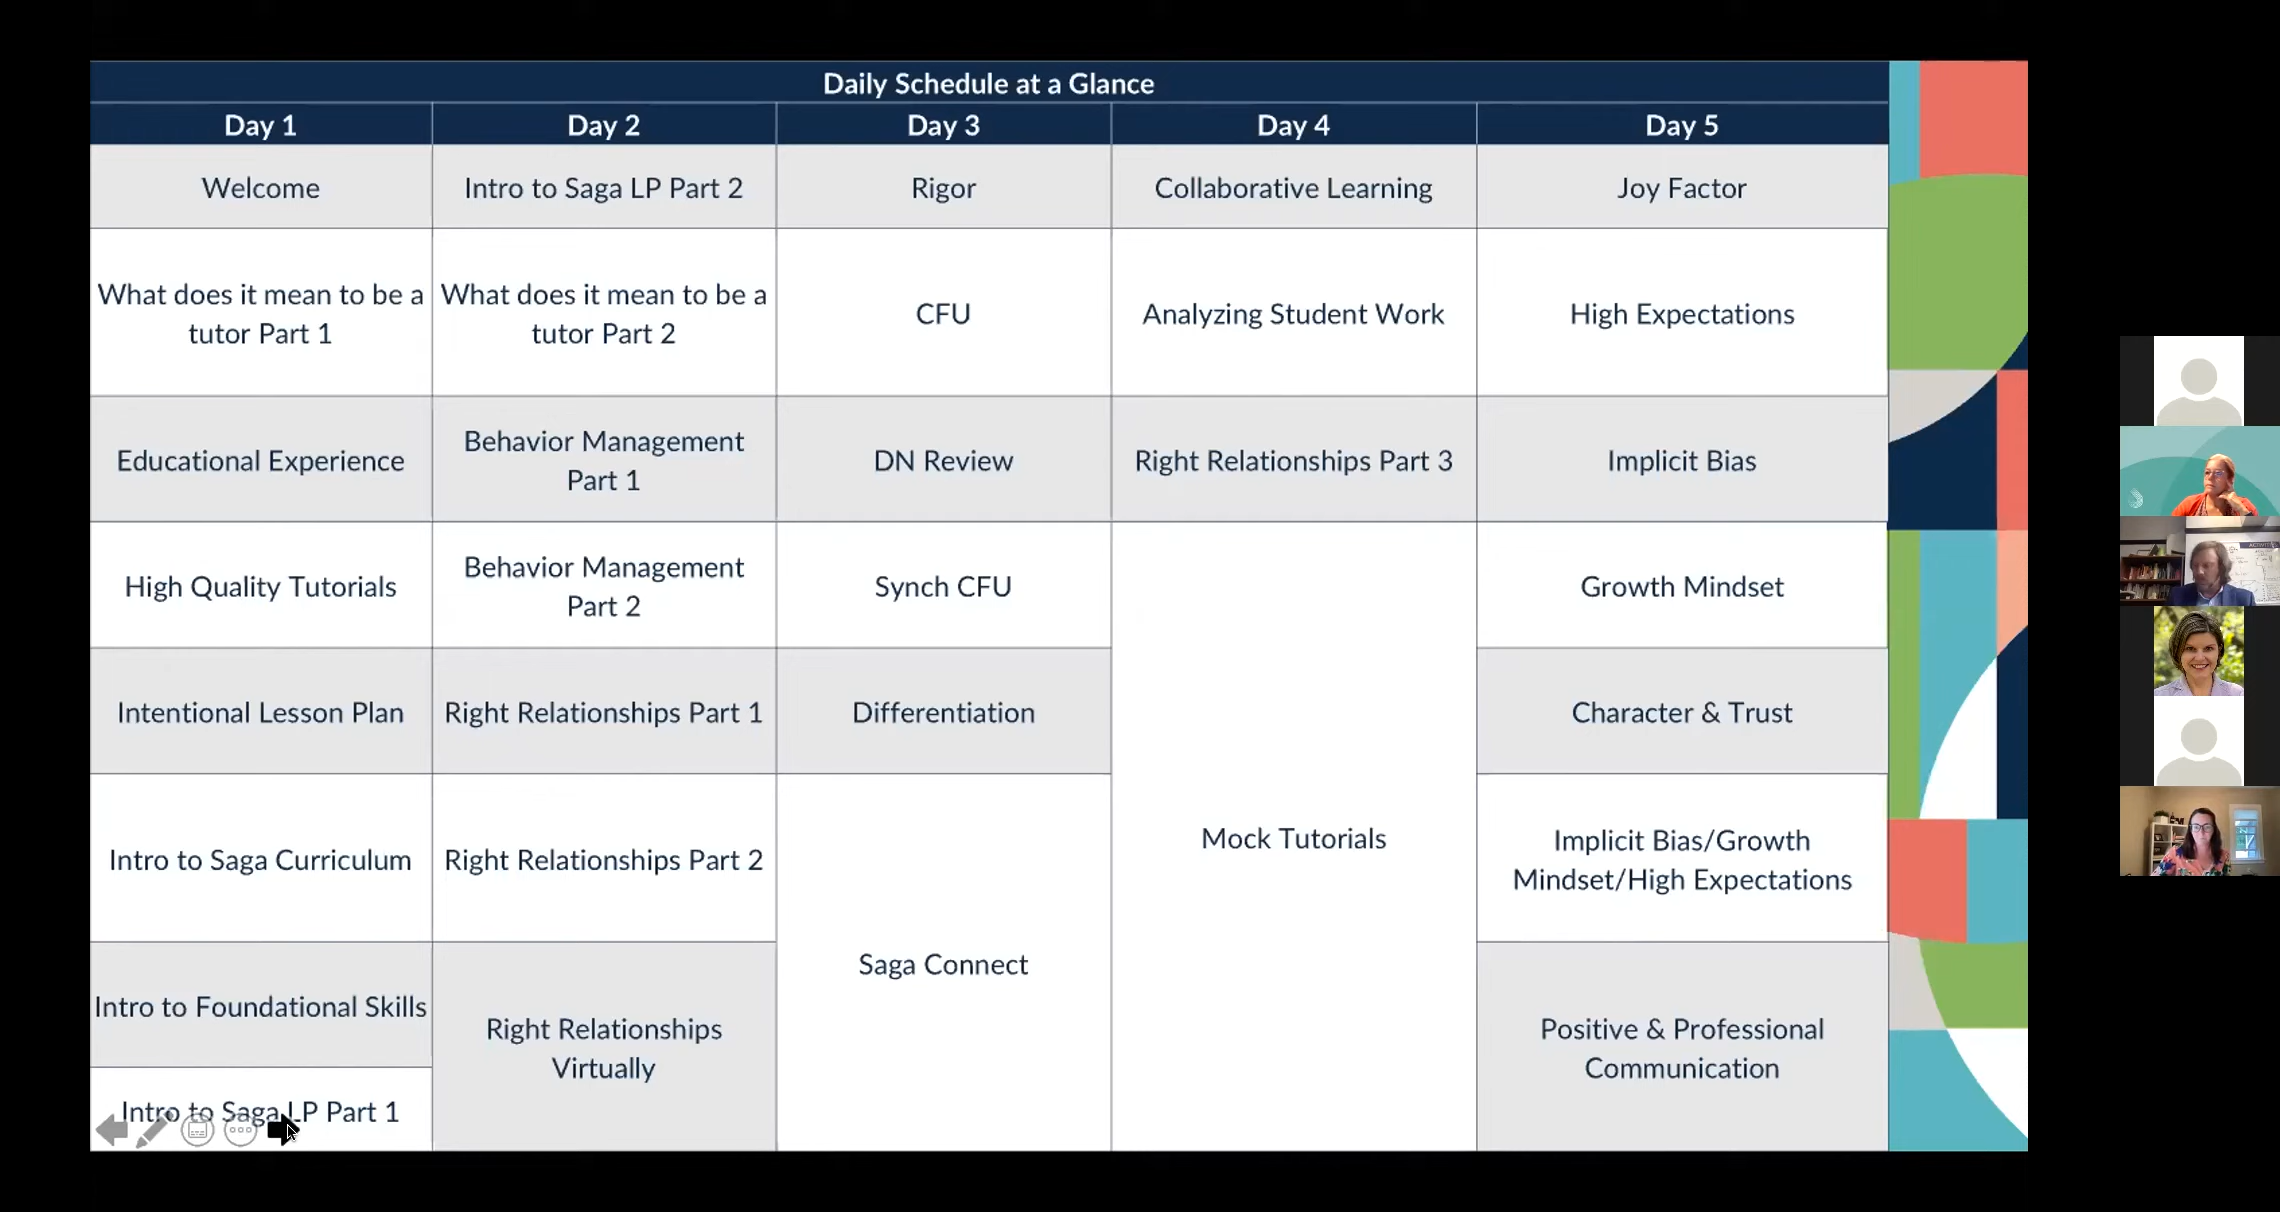 Daily Schedule at a Glance
Day 1
Day 2
Day 3
Day 4
Day 5
Welcome
Intro to Saga LP Part 2
Rigor
Collaborative Learning
Joy Factor
What does it mean to be a
tutor Part 1
What does it mean to be a
tutor Part 2
CFU
Analyzing Student Work
High Expectations
Educational Experience
Behavior Management
Part 1
DN Review
Right Relationships Part 3
Implicit Bias
High Quality Tutorials
Behavior Management
Part 2
Synch CFU
Growth Mindset
Intentional Lesson Plan
Right Relationships Part 1
Differentiation
Character & Trust
Intro to Saga Curriculum
Right Relationships Part 2
Mock Tutorials
Implicit Bias/Growth
Mindset/High Expectations
Saga Connect
Intro to Foundational Skills
Right Relationships
Virtually
Positive & Professional
Communication
Intro to Saga LP Part 1